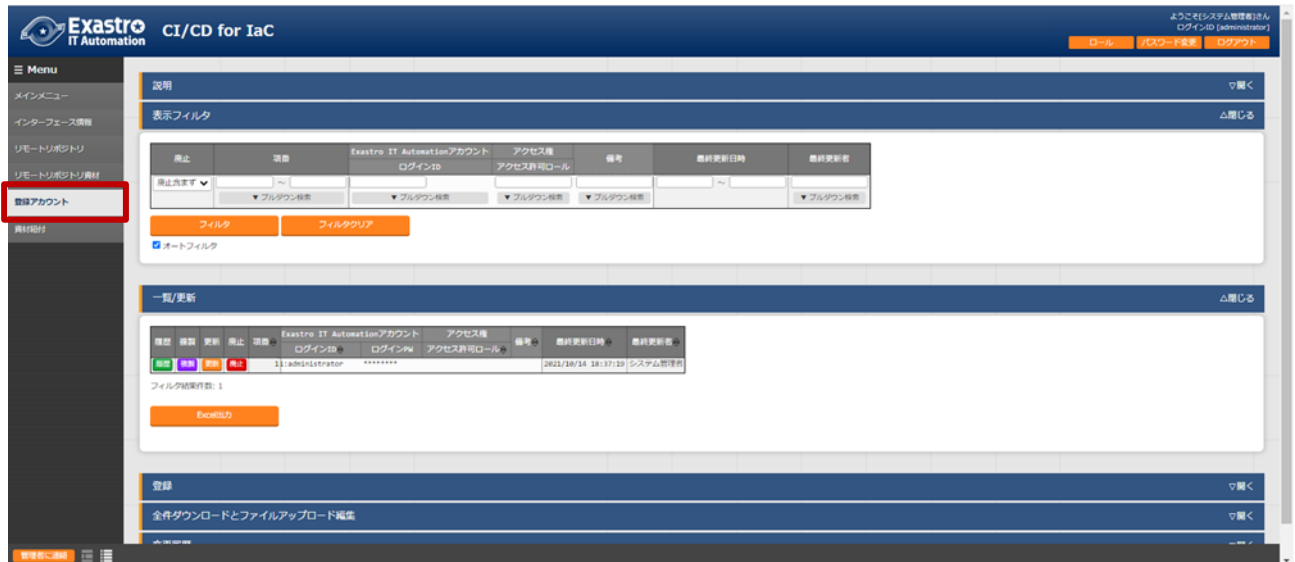 Exastro IT Automation CI/CD for IaC
ようこそ[システム管理者]さん
ログインID [administrator]
ロール パスワード変更 ログアウト
Menu
メインメニュー
インターフェース情報
リモートリポジトリ
リモートリポジトリ資材
登録アカウント
資材紐付
説明 ▽開く
表示フィルタ △閉じる
廃止 項番 Exastro IT Automationアカウント アクセス権 備考 最終更新日時 最終更新者
ログインID アクセス許可ロール
廃止含まず ～ ～
▼ プルダウン検索 ▼ プルダウン検索 ▼ プルダウン検索 ▼ プルダウン検索 ▼ プルダウン検索
フィルタ フィルタクリア
オートフィルタ
一覧/更新 △閉じる
履歴 複製 更新 廃止 項番 Exastro IT Automationアカウント アクセス権 備考 最終更新日時 最終更新者
ログインID ログインPW アクセス許可ロール
履歴 複製 更新 廃止 1 1:administrator ******** 2021/10/14 18:37:19 システム管理者
フィルタ結果件数: 1
Excel出力
登録 ▽開く
全件ダウンロードとファイルアップロード編集 ▽開く
管理者に連絡